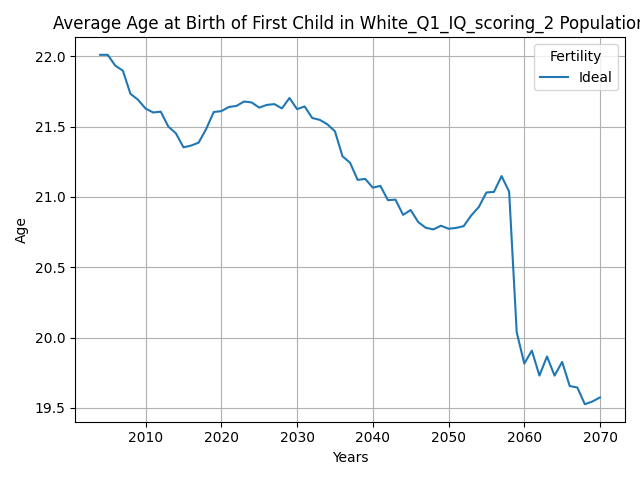 Average Age at Birth of First Child in White_Q1_IQ_scoring_2 Population
Fertility
Ideal
22.0
21.5
21.0
20.5
20.0
19.5
Age
2010 2020 2030 2040 2050 2060 2070
Years